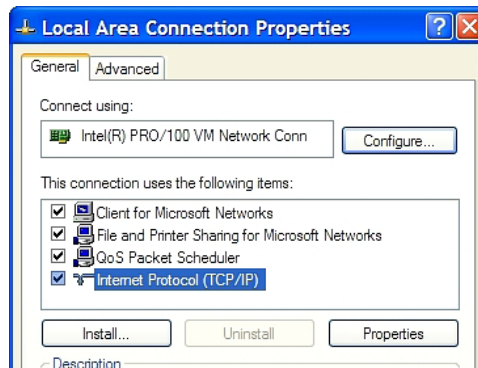 Local Area Connection Properties
General Advanced
Connect using:
Intel(R) PRO/100 VM Network Conn Configure...
This connection uses the following items:
Client for Microsoft Networks
File and Printer Sharing for Microsoft Networks
QoS Packet Scheduler
Internet Protocol (TCP/IP)
Install... Uninstall Properties
Description